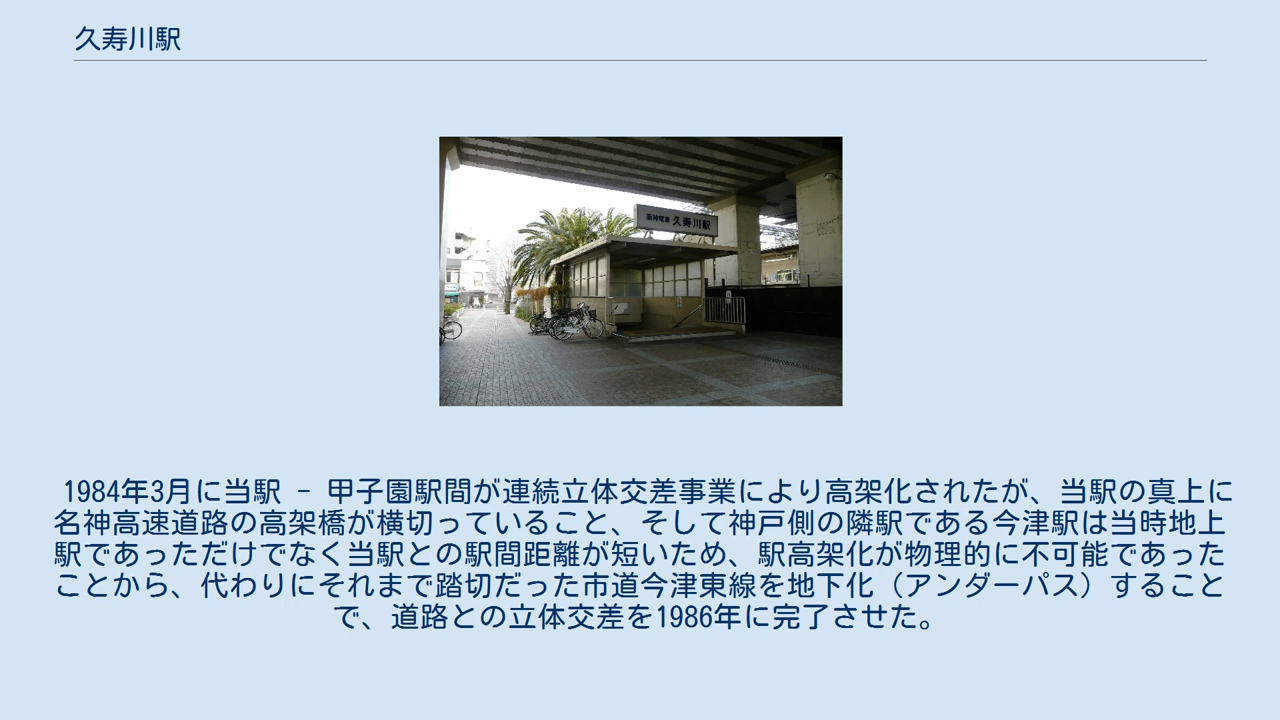 久寿川駅
阪神電車 久寿川駅
1984年3月に当駅 - 甲子園駅間が連続立体交差事業により高架化されたが、当駅の真上に
名神高速道路の高架橋が横切っていること、そして神戸側の隣駅である今津駅は当時地上
駅であっただけでなく当駅との駅間距離が短いため、駅高架化が物理的に不可能であった
ことから、代わりにそれまで踏切だった市道今津東線を地下化（アンダーパス）すること
で、道路との立体交差を1986年に完了させた。